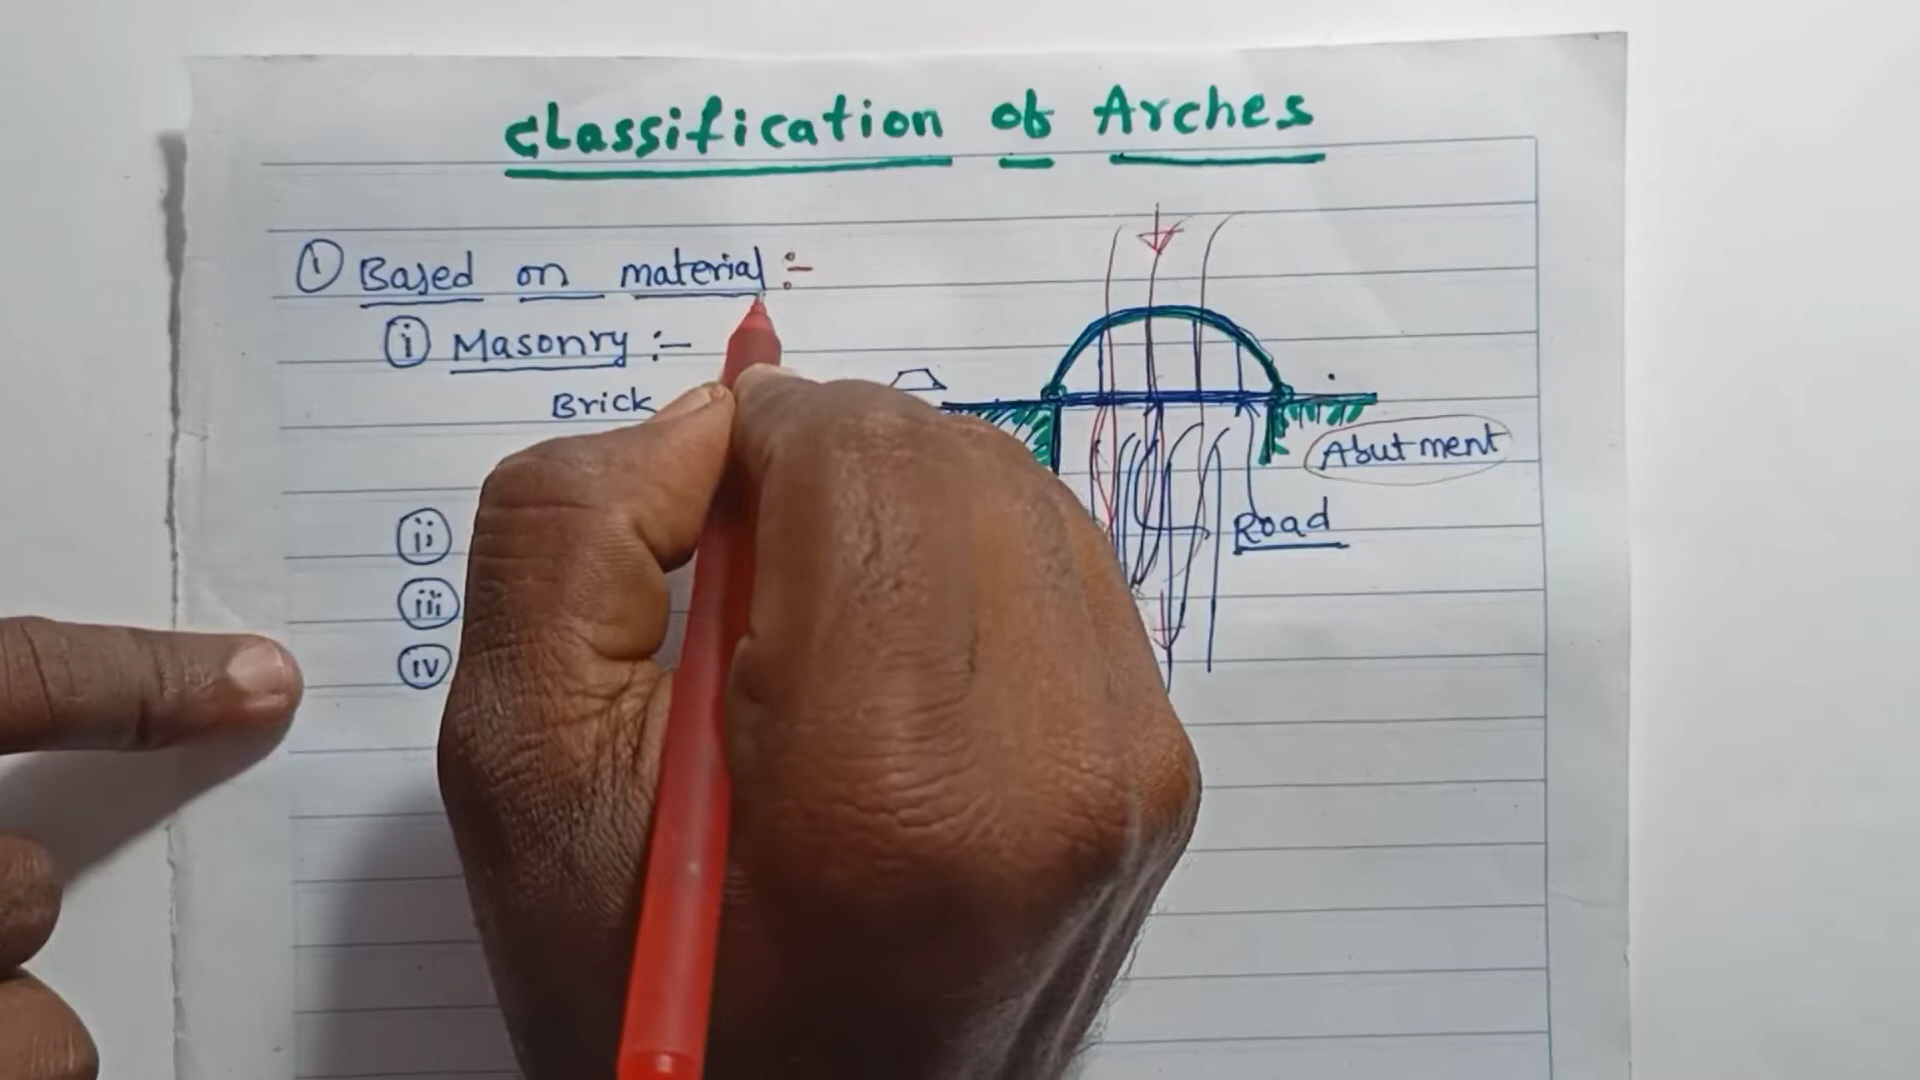 Classification of Arches
① Based on material :-
ⓘ Masonry :-
Brick
ii
iii
iv
Abutment
Road